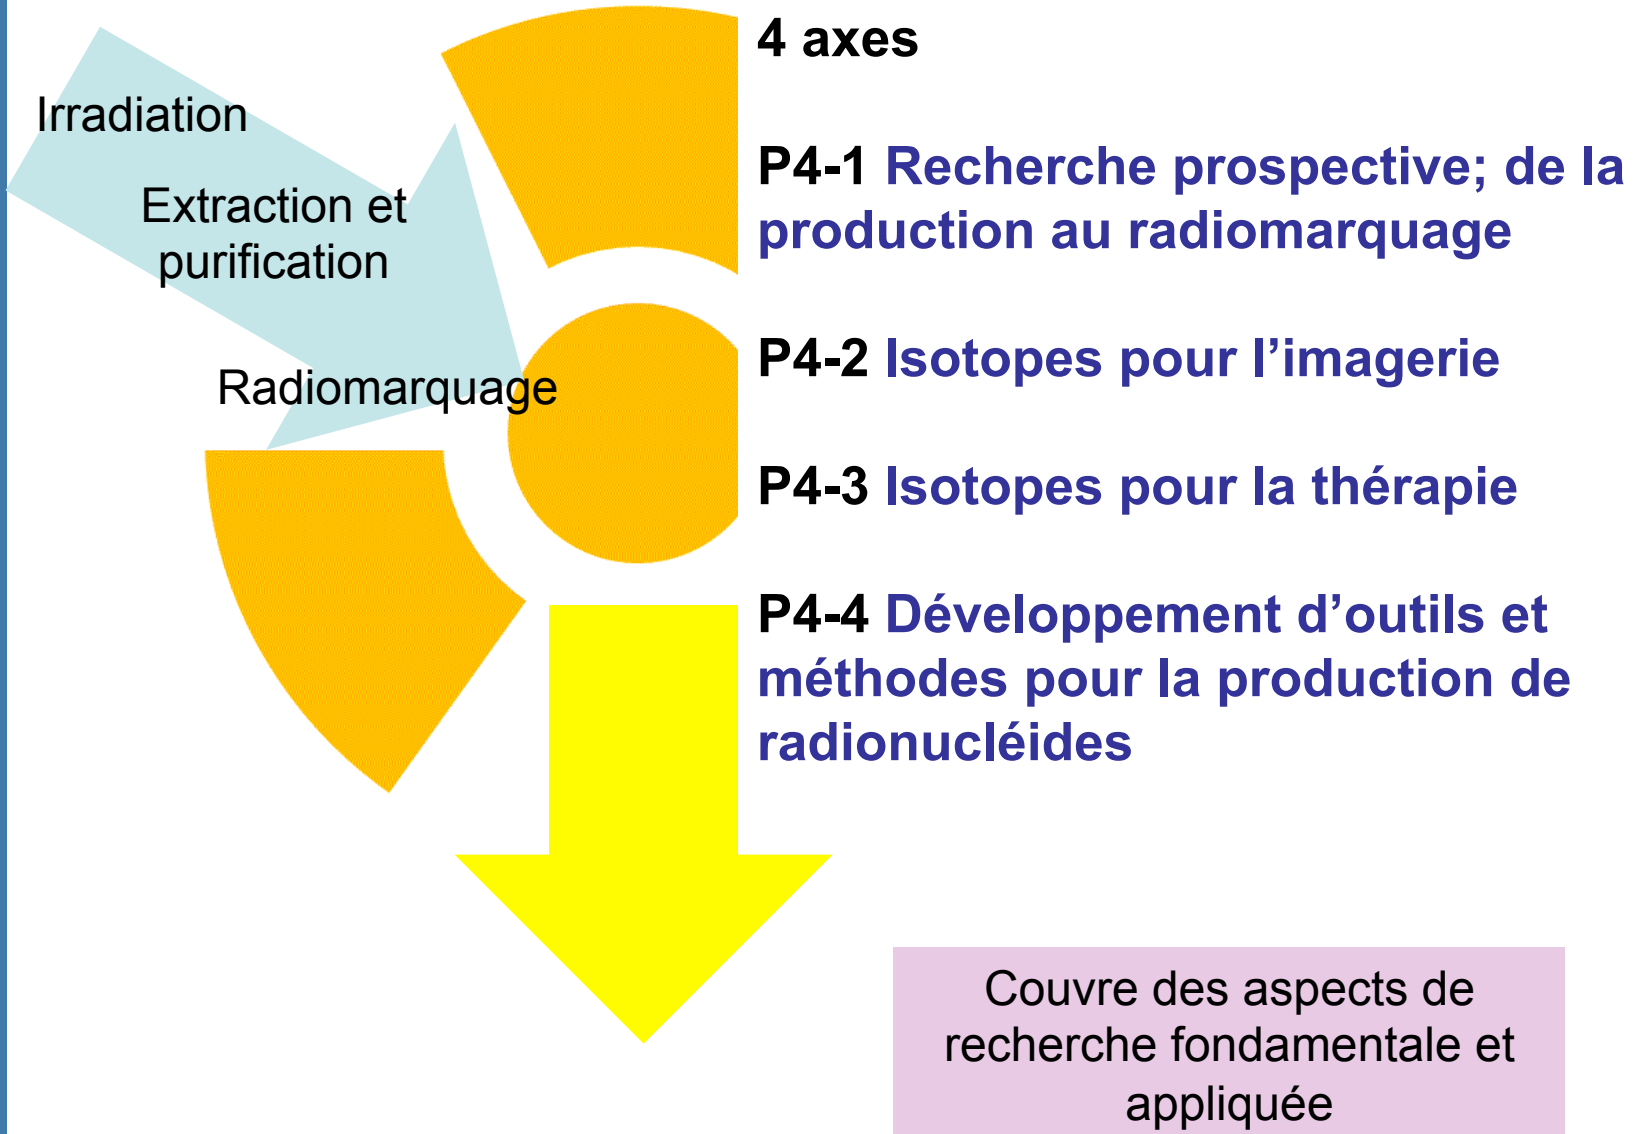 Irradiation
Extraction et
purification
Radiomarquage
4 axes
P4-1 Recherche prospective; de la
production au radiomarquage
P4-2 Isotopes pour l’imagerie
P4-3 Isotopes pour la thérapie
P4-4 Développement d’outils et
méthodes pour la production de
radionucléides
Couvre des aspects de
recherche fondamentale et
appliquée